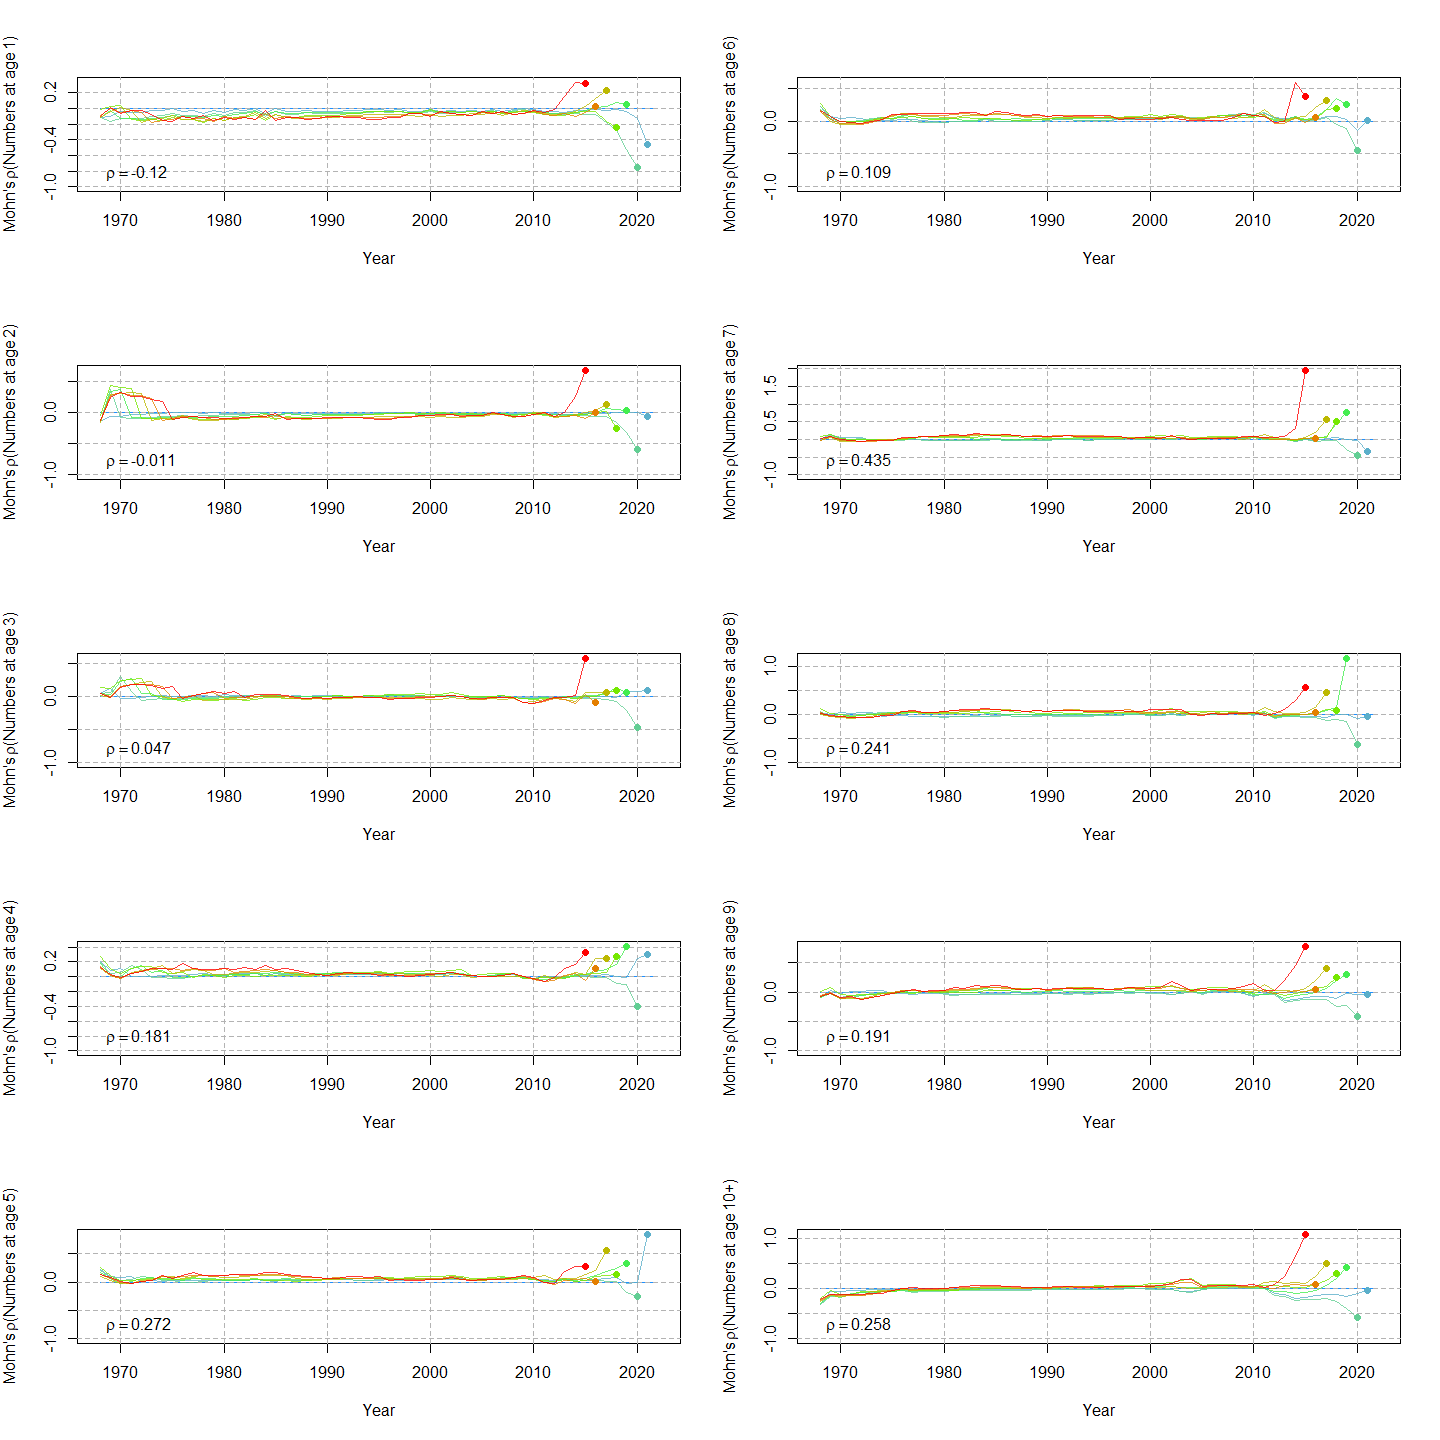 Mohn's ρ(Numbers at age 1)
0.2
-0.4
-1.0
ρ = -0.12
1970 1980 1990 2000 2010 2020
Year
Mohn's ρ(Numbers at age 6)
0.0
-1.0
ρ = 0.109
1970 1980 1990 2000 2010 2020
Year
Mohn's ρ(Numbers at age 2)
0.0
-1.0
ρ = -0.011
1970 1980 1990 2000 2010 2020
Year
Mohn's ρ(Numbers at age 7)
1.5
0.5
-1.0
ρ = 0.435
1970 1980 1990 2000 2010 2020
Year
Mohn's ρ(Numbers at age 3)
0.0
-1.0
ρ = 0.047
1970 1980 1990 2000 2010 2020
Year
Mohn's ρ(Numbers at age 8)
1.0
0.0
-1.0
ρ = 0.241
1970 1980 1990 2000 2010 2020
Year
Mohn's ρ(Numbers at age 4)
0.2
-0.4
-1.0
ρ = 0.181
1970 1980 1990 2000 2010 2020
Year
Mohn's ρ(Numbers at age 9)
0.0
-1.0
ρ = 0.191
1970 1980 1990 2000 2010 2020
Year
Mohn's ρ(Numbers at age 5)
0.0
-1.0
ρ = 0.272
1970 1980 1990 2000 2010 2020
Year
Mohn's ρ(Numbers at age 10+)
1.0
0.0
-1.0
ρ = 0.258
1970 1980 1990 2000 2010 2020
Year